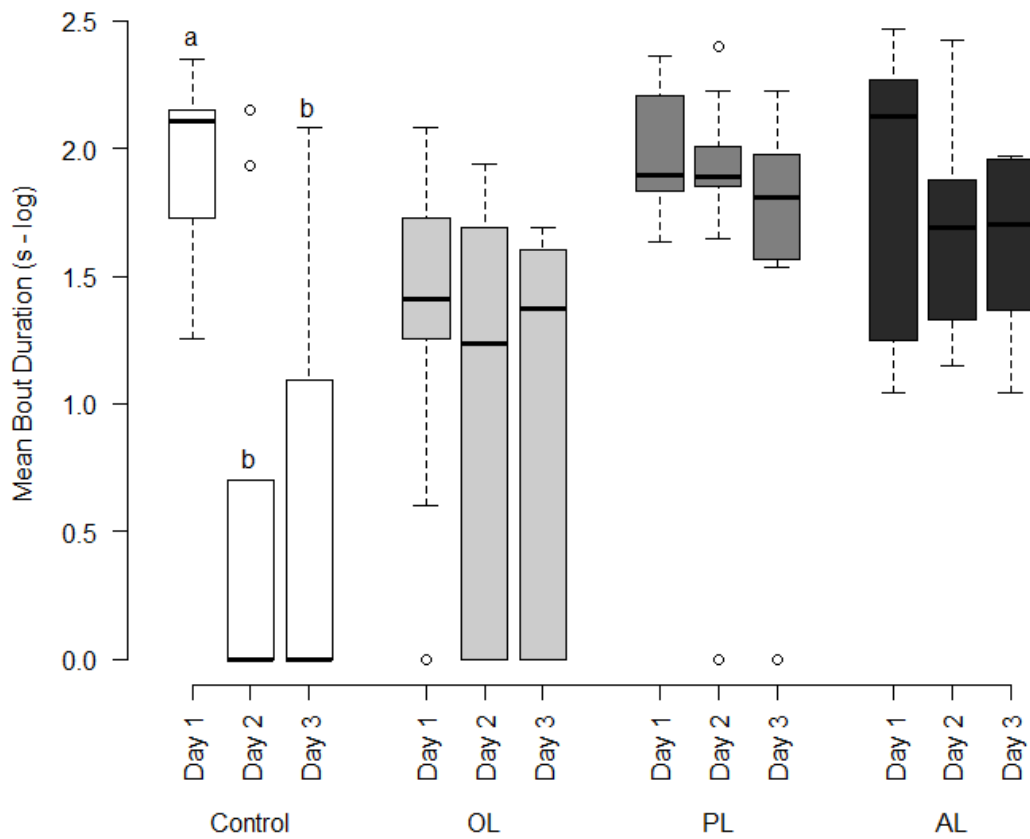 Mean Bout Duration (s - log)
2.5
2.0
1.5
1.0
0.5
0.0
a
b
b
Day 1
Day 2
Day 3
Day 1
Day 2
Day 3
Day 1
Day 2
Day 3
Day 1
Day 2
Day 3
Control
OL
PL
AL